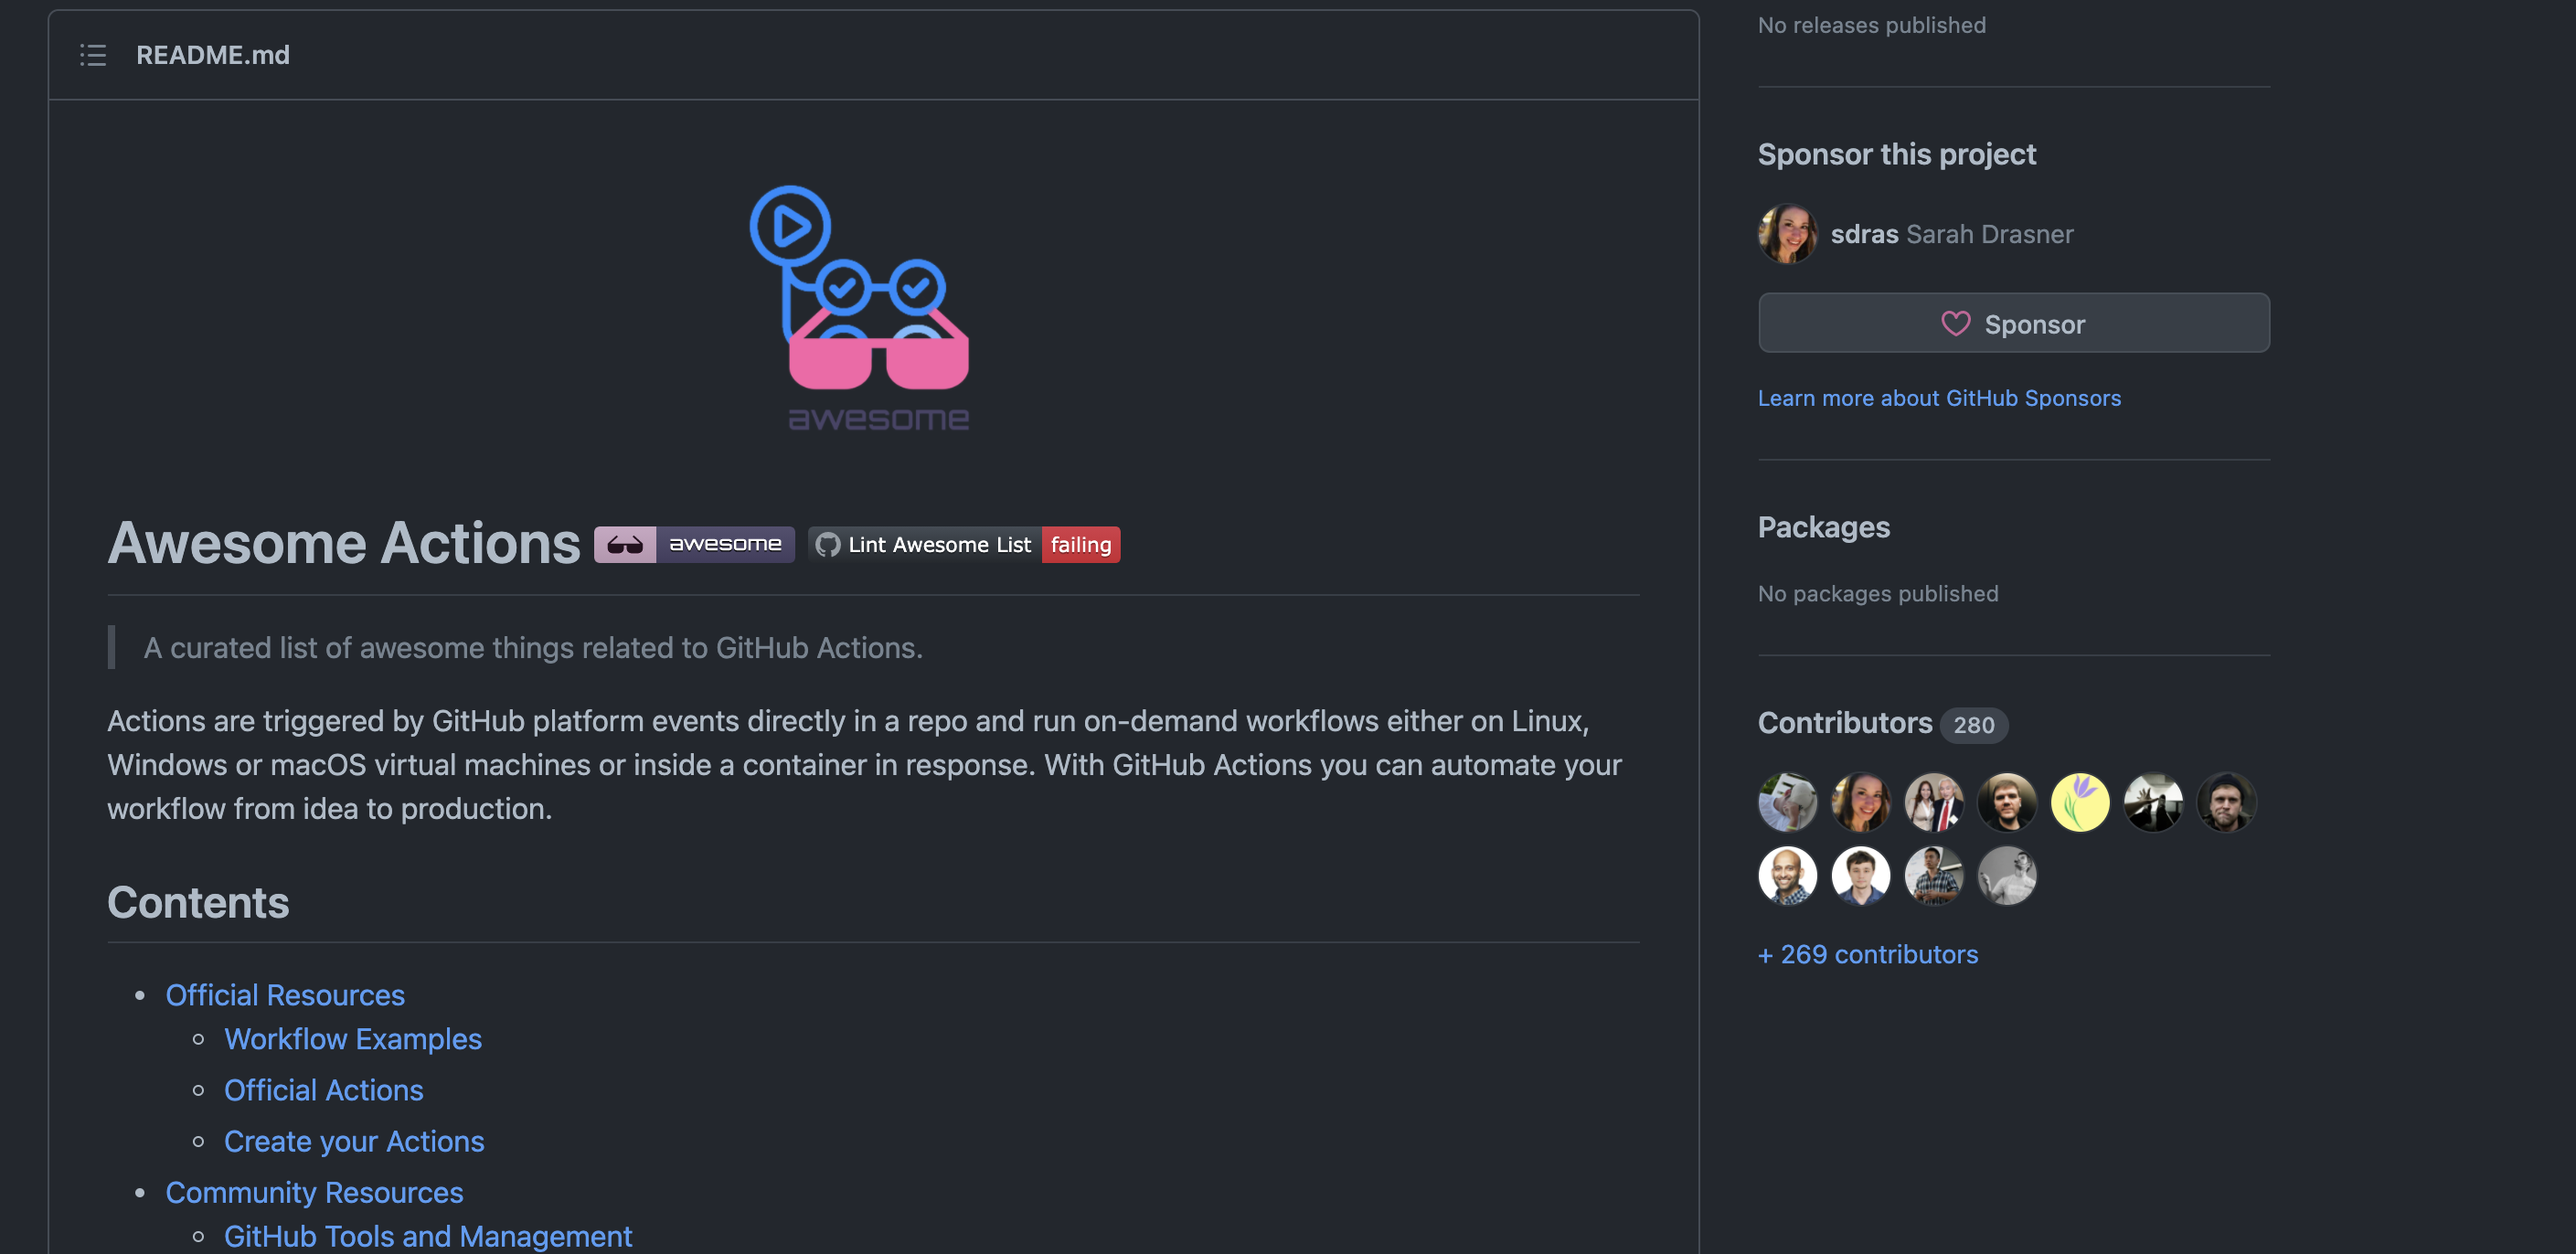 README.md
awesome
Awesome Actions awesome Lint Awesome List failing
A curated list of awesome things related to GitHub Actions.
Actions are triggered by GitHub platform events directly in a repo and run on-demand workflows either on Linux,
Windows or macOS virtual machines or inside a container in response. With GitHub Actions you can automate your
workflow from idea to production.
Contents
Official Resources
Workflow Examples
Official Actions
Create your Actions
Community Resources
GitHub Tools and Management
No releases published
Sponsor this project
sdras Sarah Drasner
Sponsor
Learn more about GitHub Sponsors
Packages
No packages published
Contributors 280
+ 269 contributors